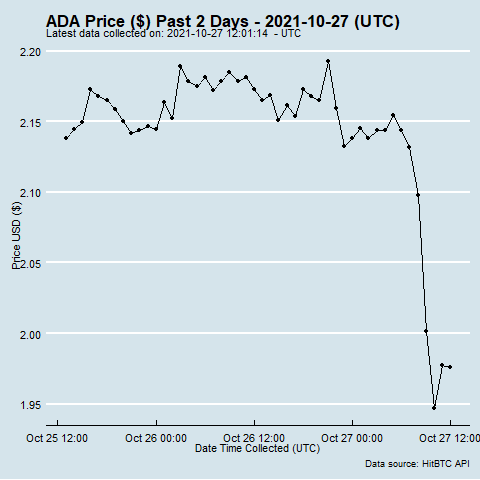 ADA Price ($) Past 2 Days - 2021-10-27 (UTC)
Latest data collected on: 2021-10-27 12:01:14 - UTC
2.20
2.15
2.10
2.05
2.00
1.95
Price USD ($)
Oct 25 12:00
Oct 26 00:00
Oct 26 12:00
Oct 27 00:00
Oct 27 12:00
Date Time Collected (UTC)
Data source: HitBTC API